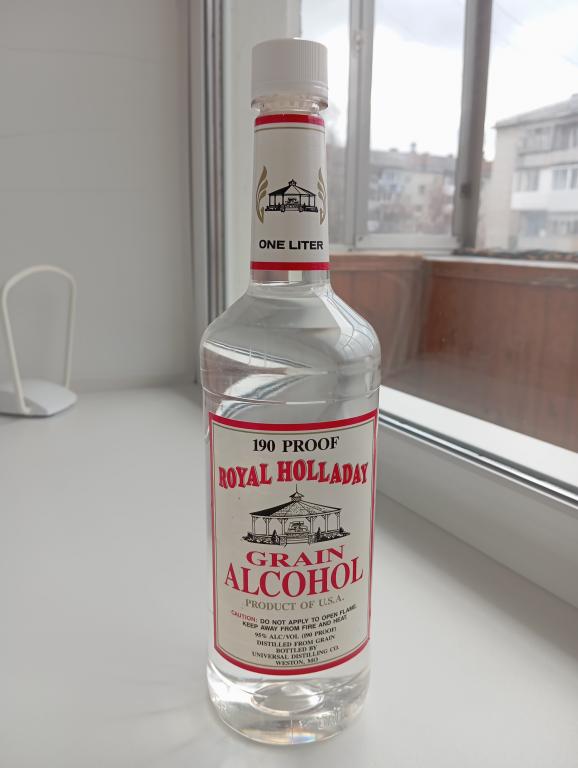 ONE LITER
190 PROOF
ROYAL HOLLADAY
GRAIN
ALCOHOL
PRODUCT OF U.S.A.
CAUTION: DO NOT APPLY TO OPEN FLAME.
KEEP AWAY FROM FIRE AND HEAT.
95% ALC/VOL (190 PROOF)
DISTILLED FROM GRAIN
BOTTLED BY
UNIVERSAL DISTILLING CO.
WESTON, MO